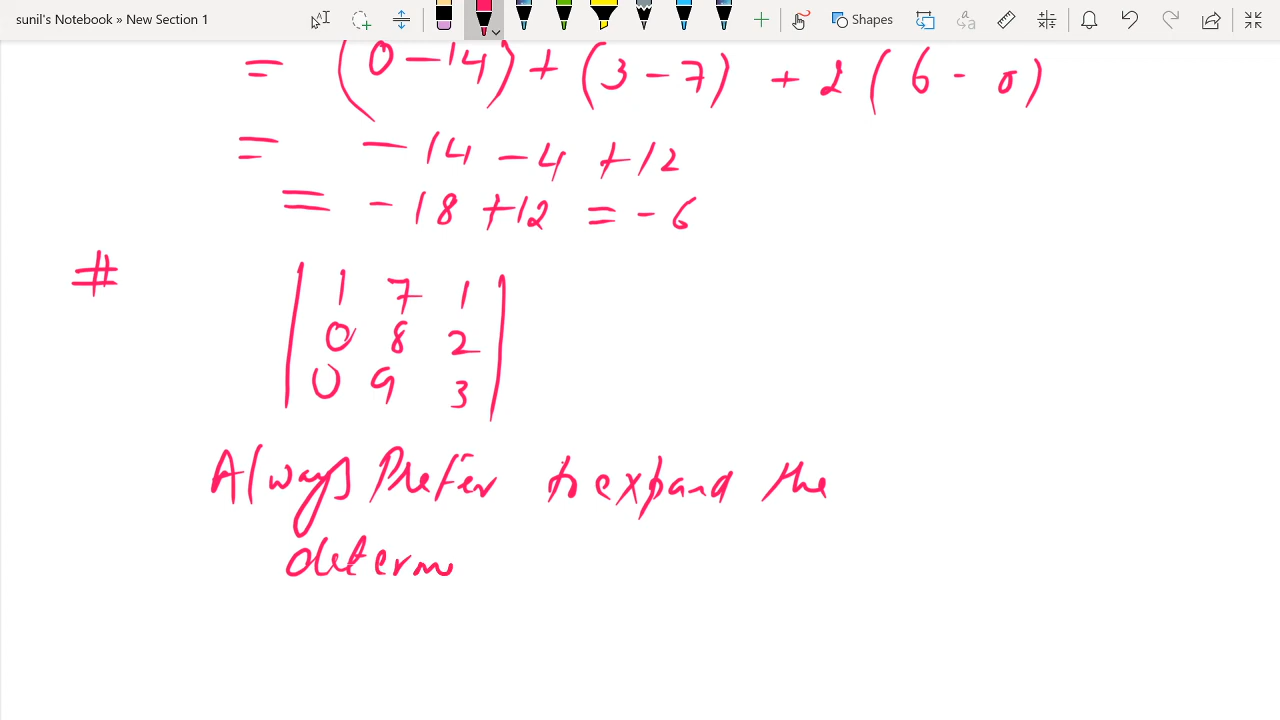 sunil's Notebook » New Section 1
Shapes
= (0 - 14) + (3 - 7) + 2 (6 - 0)
= - 14 - 4 + 12
= - 18 + 12 = - 6
#
| 1 7 1 |
| 0 8 2 |
| 0 9 3 |
Always Prefer to expand the
determ